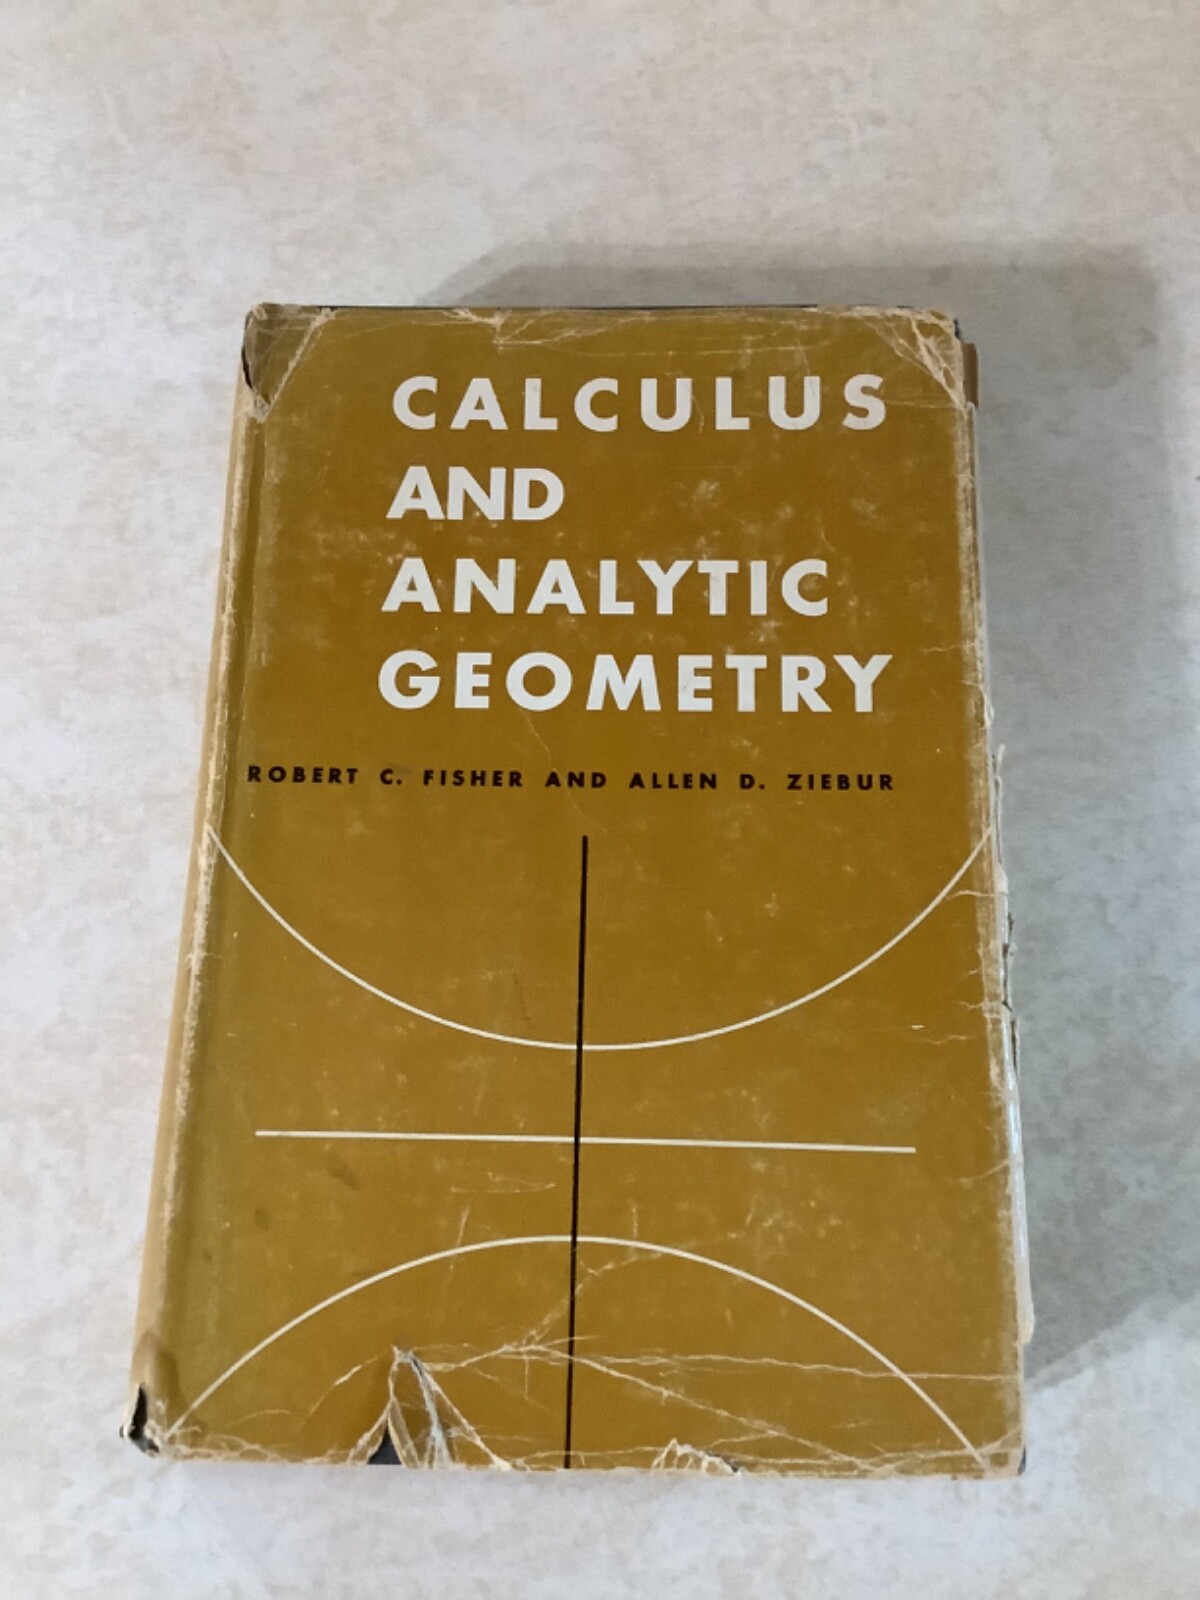 CALCULUS
AND
ANALYTIC
GEOMETRY
ROBERT C. FISHER AND ALLEN D. ZIEBUR